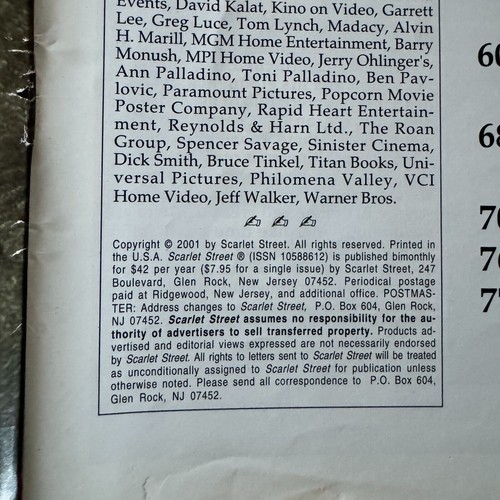 Events, David Kalat, Kino on Video, Garrett
Lee, Greg Luce, Tom Lynch, Madacy, Alvin
H. Marill, MGM Home Entertainment, Barry
Monush, MPI Home Video, Jerry Ohlinger's,
Ann Palladino, Toni Palladino, Ben Pav-
lovic, Paramount Pictures, Popcorn Movie
Poster Company, Rapid Heart Entertain-
ment, Reynolds & Harn Ltd., The Roan
Group, Spencer Savage, Sinister Cinema,
Dick Smith, Bruce Tinkel, Titan Books, Uni-
versal Pictures, Philomena Valley, VCI
Home Video, Jeff Walker, Warner Bros.
Copyright © 2001 by Scarlet Street. All rights reserved. Printed in
the U.S.A. Scarlet Street ® (ISSN 10588612) is published bimonthly
for $42 per year ($7.95 for a single issue) by Scarlet Street, 247
Boulevard, Glen Rock, New Jersey 07452. Periodical postage
paid at Ridgewood, New Jersey, and additional office. POSTMAS-
TER: Address changes to Scarlet Street, P.O. Box 604, Glen Rock,
NJ 07452. Scarlet Street assumes no responsibility for the au-
thority of advertisers to sell transferred property. Products ad-
vertised and editorial views expressed are not necessarily endorsed
by Scarlet Street. All rights to letters sent to Scarlet Street will be treated
as unconditionally assigned to Scarlet Street for publication unless
otherwise noted. Please send all correspondence to P.O. Box 604,
Glen Rock, NJ 07452.
60
68